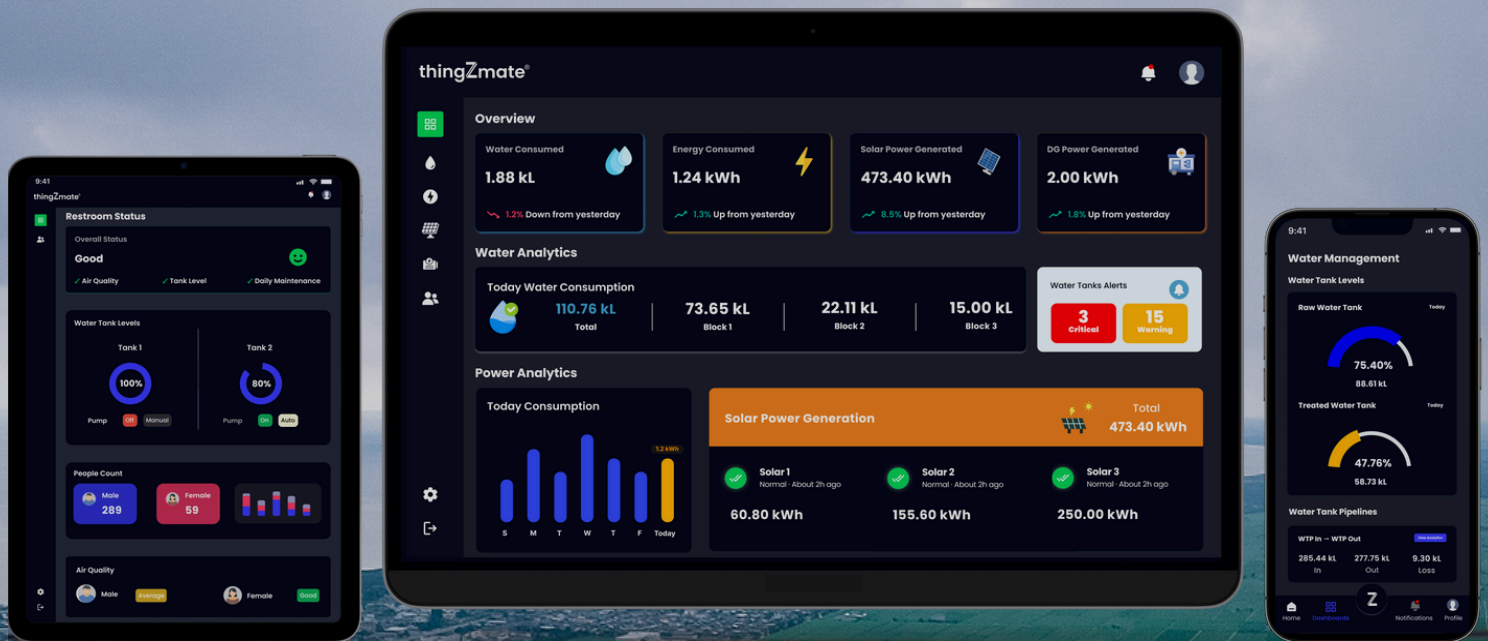 9:41
thingZmate®
Restroom Status
Overall Status
Good
✓ Air Quality ✓ Tank Level ✓ Daily Maintenance
Water Tank Levels
Tank 1 Tank 2
100% 80%
Pump Off Manual Pump On Auto
People Count
Male Female
289 59
Air Quality
Male Average Female Good
thingZmate®
Overview
Water Consumed Energy Consumed Solar Power Generated DG Power Generated
1.88 kL 1.24 kWh 473.40 kWh 2.00 kWh
1.2% Down from yesterday 1.3% Up from yesterday 8.5% Up from yesterday 1.8% Up from yesterday
Water Analytics
Today Water Consumption
110.76 kL 73.65 kL 22.11 kL 15.00 kL
Total Block 1 Block 2 Block 3
Water Tanks Alerts
3 15
Critical Warning
Power Analytics
Today Consumption
1.2 kWh
S M T W T F Today
Solar Power Generation
Total
473.40 kWh
Solar 1 Solar 2 Solar 3
Normal · About 2h ago Normal · About 2h ago Normal · About 2h ago
60.80 kWh 155.60 kWh 250.00 kWh
9:41
Water Management
Water Tank Levels
Raw Water Tank Today
75.40%
88.61 kL
Treated Water Tank Today
47.76%
58.73 kL
Water Tank Pipelines
WTP In → WTP Out
285.44 kL 277.75 kL 9.30 kL
In Out Loss
Z
Home Dashboards Notifications Profile